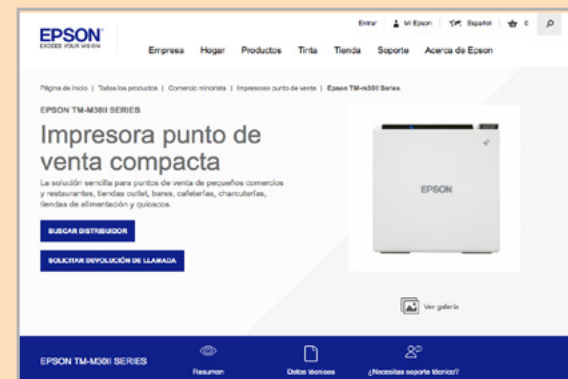 Entrar Mi Epson Español 0
EPSON
EXCEED YOUR VISION
Empresa Hogar Productos Tinta Tienda Soporte Acerca de Epson
Página de inicio | Todos los productos | Comercio minorista | Impresoras punto de venta | Epson TM-m30II Series
EPSON TM-M30II SERIES
Impresora punto de
venta compacta
La solución sencilla para puntos de venta de pequeños comercios
y restaurantes, tiendas outlet, bares, cafeterías, charcuterías,
tiendas de alimentación y quioscos.
BUSCAR DISTRIBUIDOR
SOLICITAR DEVOLUCIÓN DE LLAMADA
EPSON
Ver galería
EPSON TM-M30II SERIES
Resumen
Datos técnicos
¿Necesitas soporte técnico?